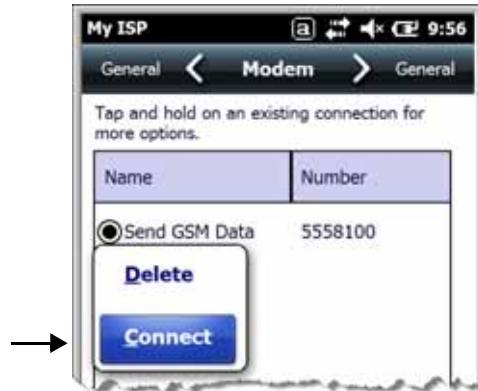 My ISP a 9:56
General Modem General
Tap and hold on an existing connection for
more options.
Name Number
Send GSM Data 5558100
Delete
Connect